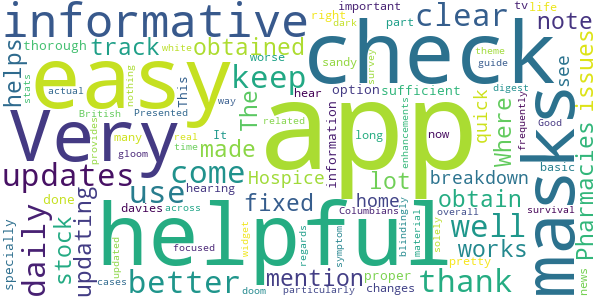 important
tv
life
informative
check
clear
right
dark
part
note
helps
thorough
track
obtained
white
worse
theme
guide
easy
keep
sandy
survey
issues
stats
actual
nothing
way
This
The
hear
option
sufficient
see
digest
Very
British
Presented
related
long
now
quick
Where
frequently
Good
app
masks
Pharmacies
provides
many
real
It
time
made
information
enhancements
basic
updates
gloom
come
Hospice
lot
breakdown
daily
updating
done
use
hearing
fixed
home
obtain
survival
stock
davies
across
Columbians
overall
specially
helpful
well
works
updated
focused
widget
regards
symptom
blindingly
material
solely
pretty
better
mention
proper
thank
news
cases
doom
particularly
changes